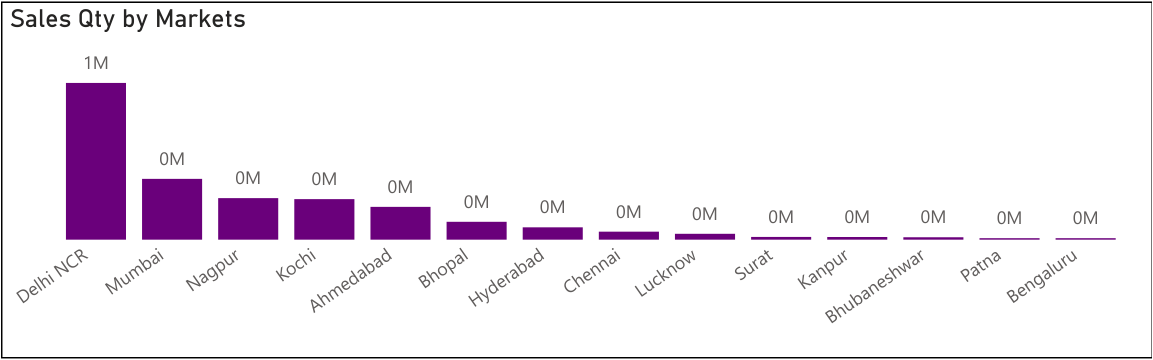 Sales Qty by Markets
1M
0M
0M
0M
0M
0M
0M
0M
0M
0M
0M
0M
0M
0M
Delhi NCR
Mumbai
Nagpur
Kochi
Ahmedabad
Bhopal
Hyderabad
Chennai
Lucknow
Surat
Kanpur
Bhubaneshwar
Patna
Bengaluru